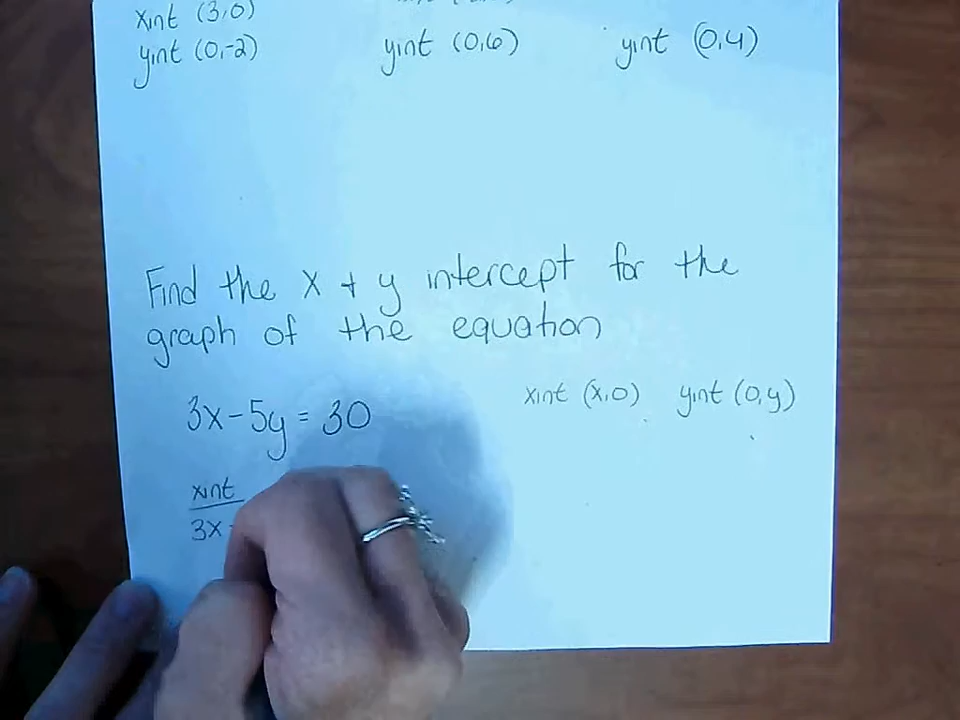 xint (3,0)
yint (0,-2) yint (0,6) yint (0,4)
Find the x + y intercept for the
graph of the equation
3x-5y = 30 xint (x,0) yint (0,y)
xint
3x-